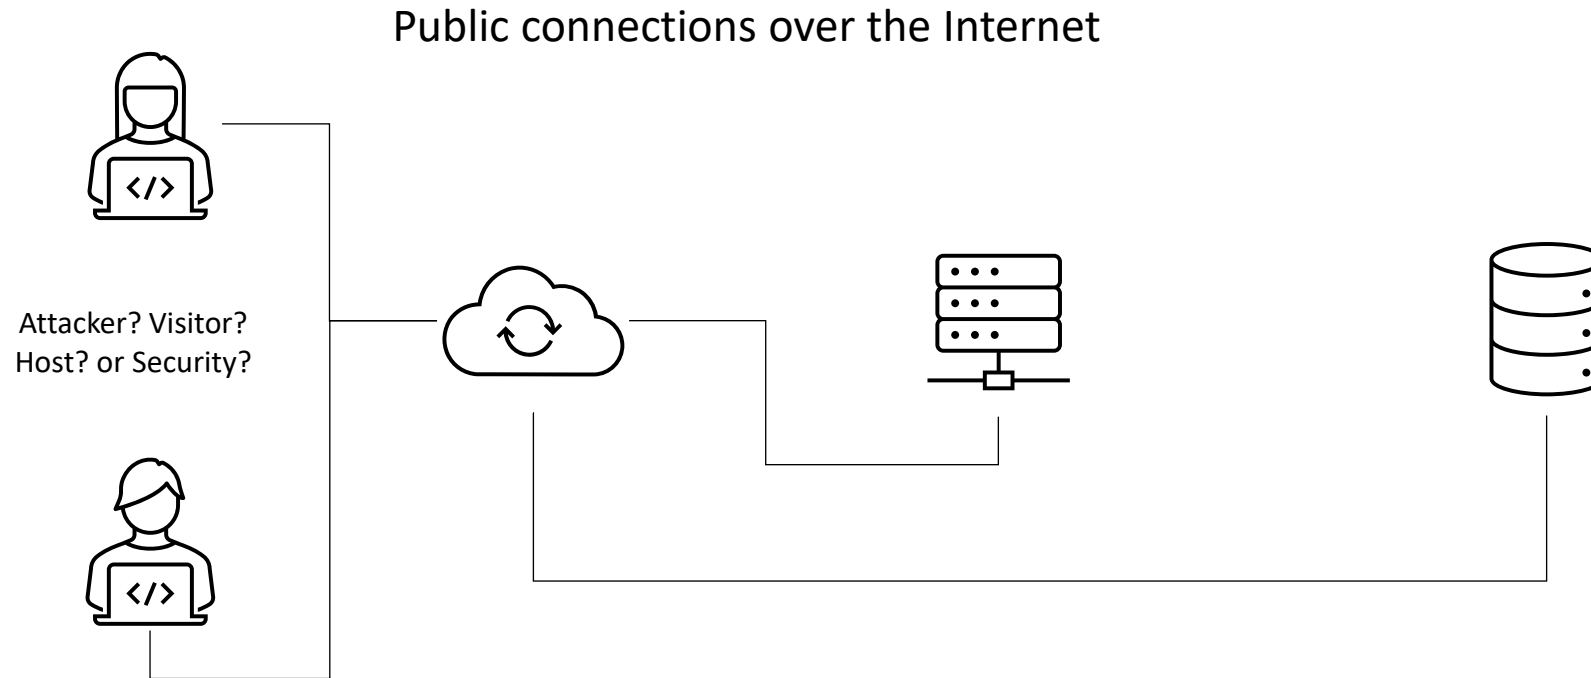 Public connections over the Internet
</>
Attacker? Visitor?
Host? or Security?
</>